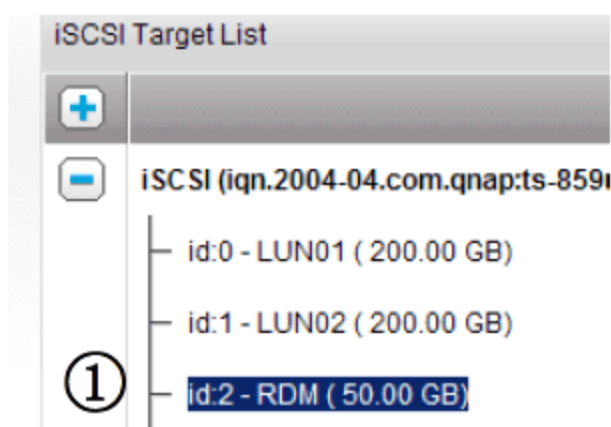 iSCSI Target List
iSCSI (iqn.2004-04.com.qnap:ts-859
id:0 - LUN01 ( 200.00 GB)
id:1 - LUN02 ( 200.00 GB)
① id:2 - RDM ( 50.00 GB)